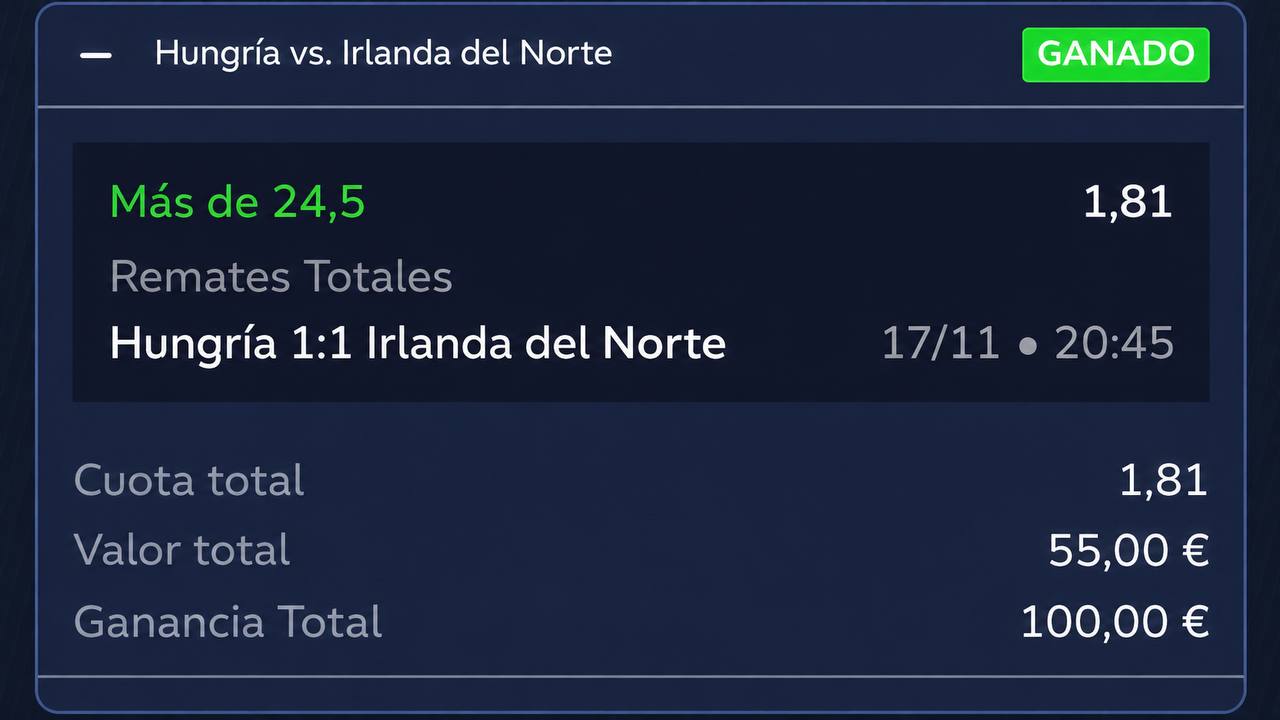 Hungría vs. Irlanda del Norte GANADO
Más de 24,5 1,81
Remates Totales
Hungría 1:1 Irlanda del Norte 17/11 • 20:45
Cuota total 1,81
Valor total 55,00 €
Ganancia Total 100,00 €